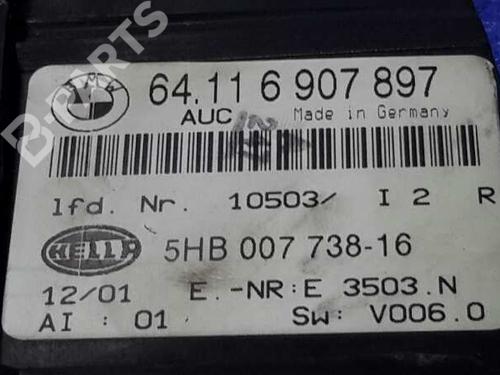 BMW
64.11 6 907 897
AUC Made in Germany
lfd. Nr. 10503/ I 2 R
HELLA 5HB 007 738-16
12/01 E.-NR:E 3503.N
AI : 01 SW: V006.0
B-PARTS